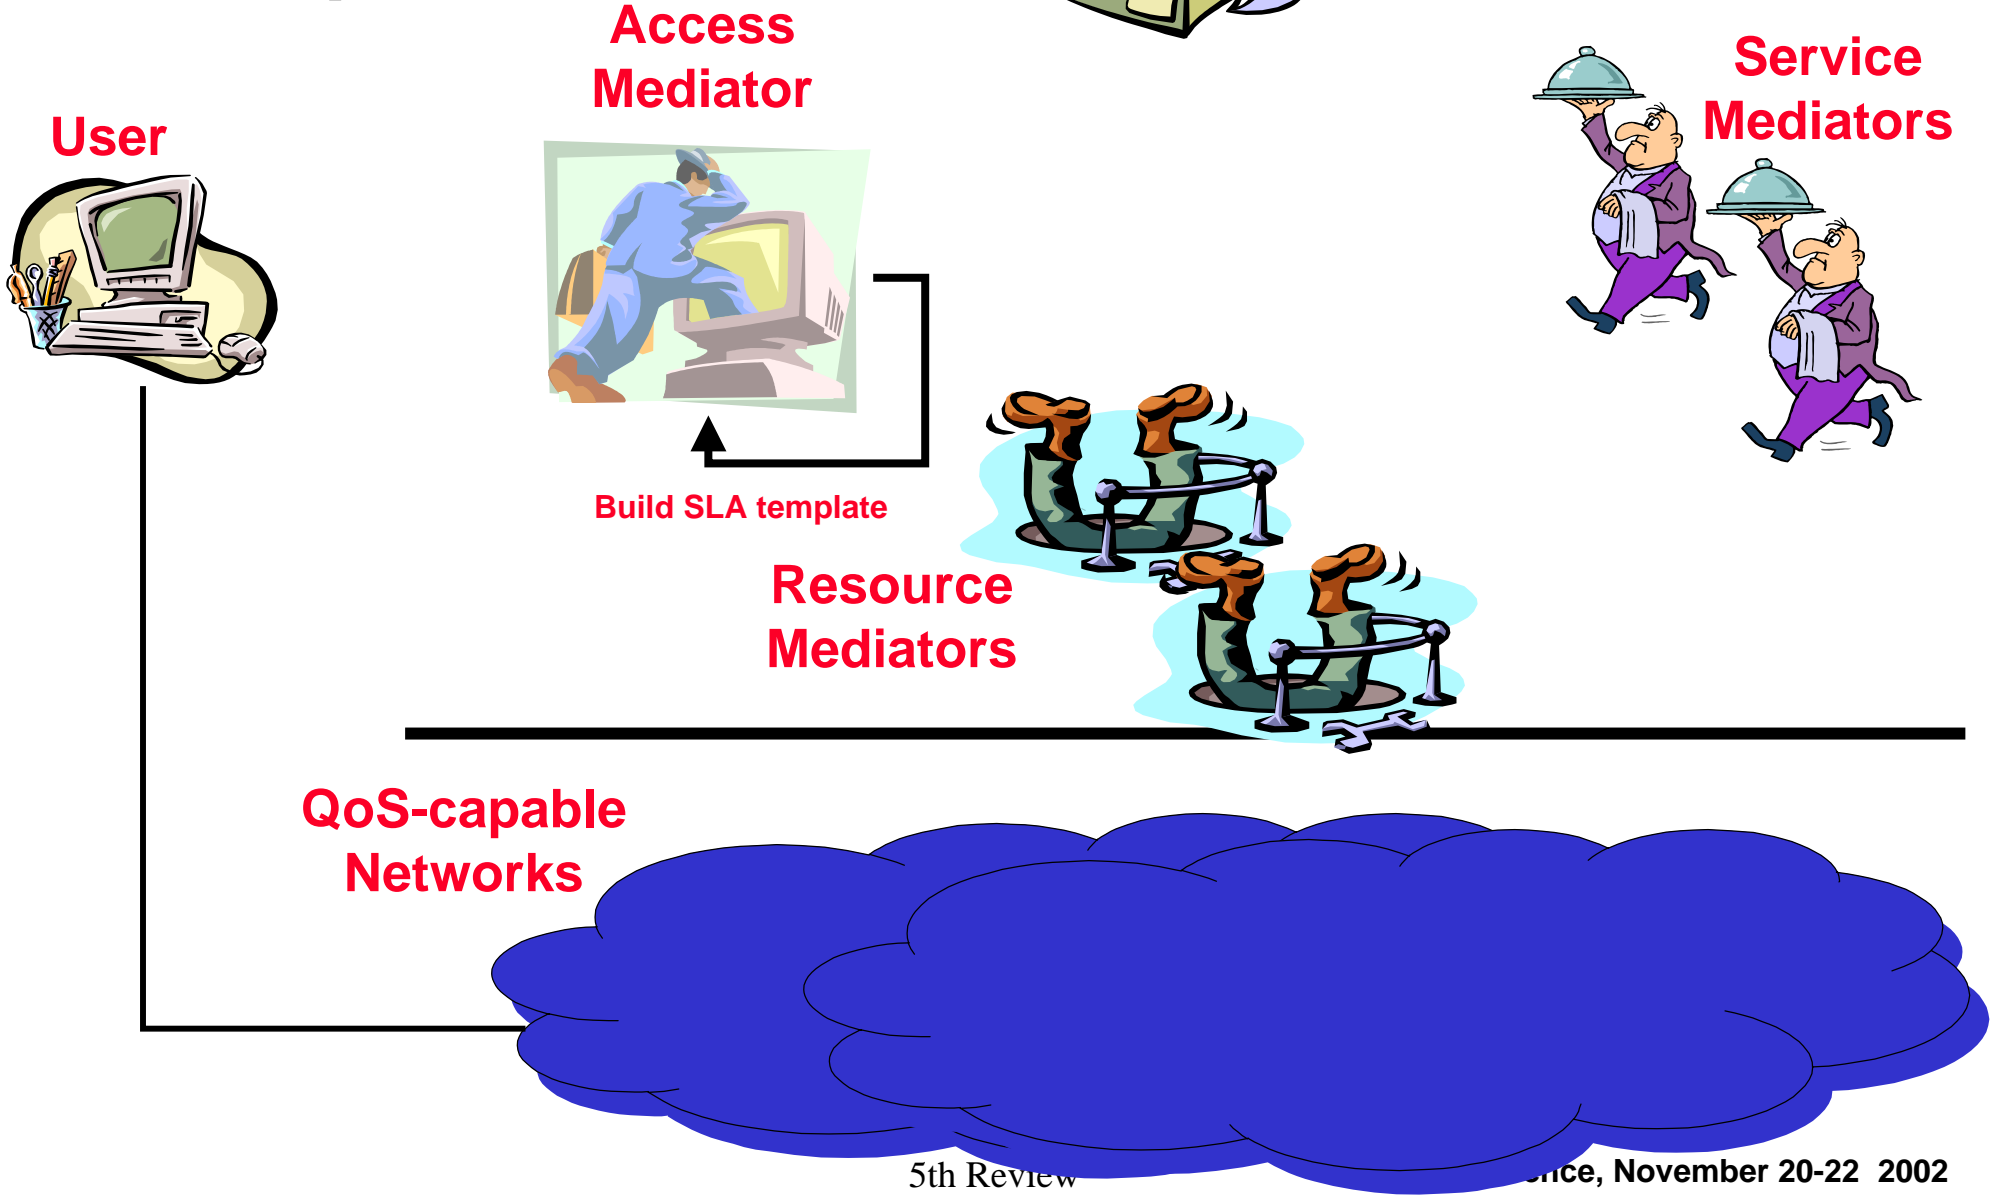 Access
Mediator
Service
Mediators
User
Build SLA template
Resource
Mediators
QoS-capable
Networks
5th Review
November 20-22 2002